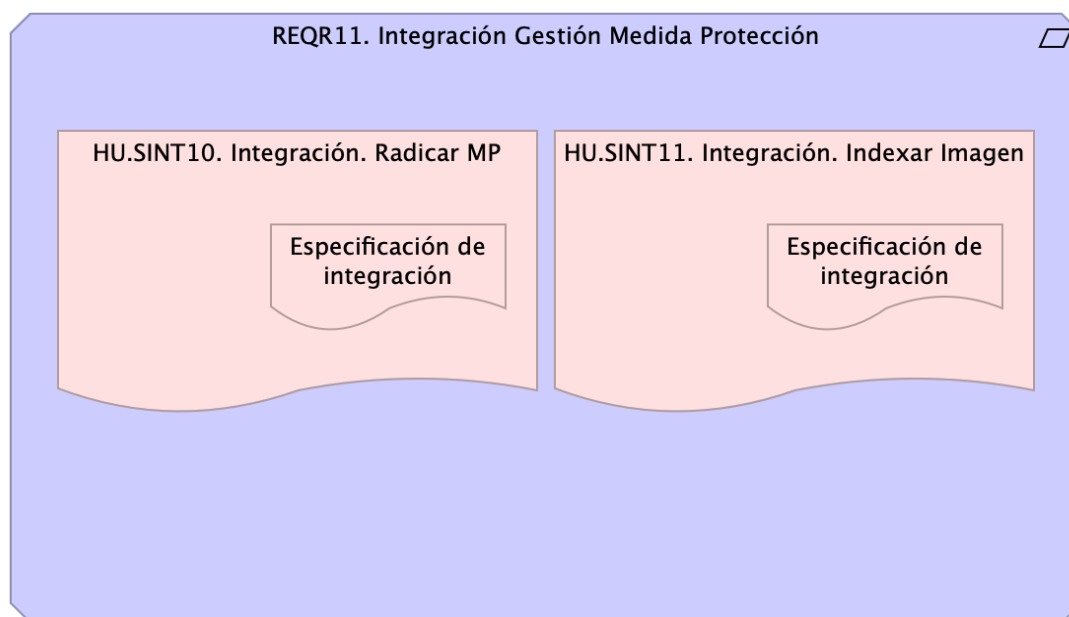 REQR11. Integración Gestión Medida Protección
HU.SINT10. Integración. Radicar MP
Especificación de
integración
HU.SINT11. Integración. Indexar Imagen
Especificación de
integración